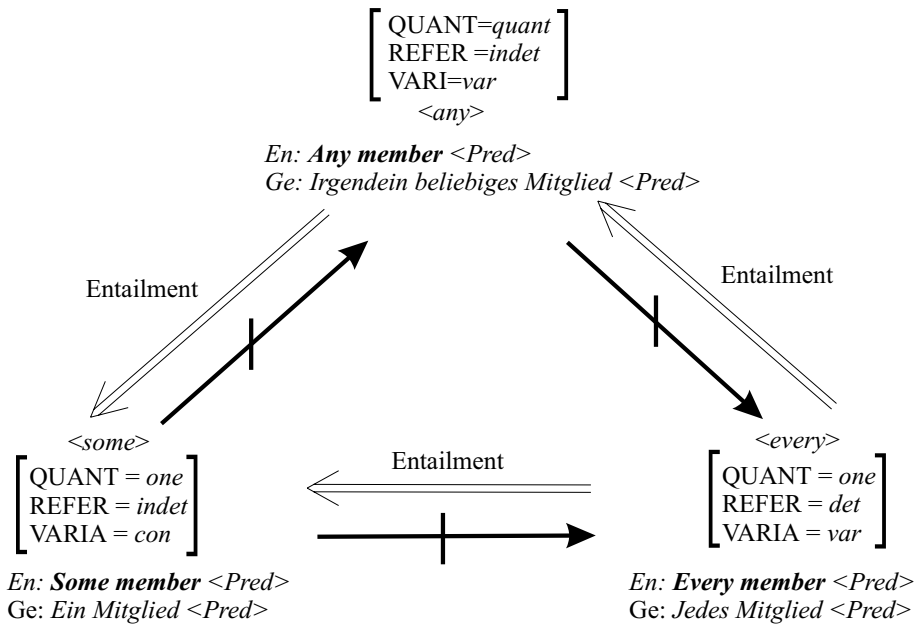 QUANT=quant
REFER =indet
VARI=var
<any>
En: Any member <Pred>
Ge: Irgendein beliebiges Mitglied <Pred>
Entailment
Entailment
<some>
QUANT = one
REFER = indet
VARIA = con
Entailment
<every>
QUANT = one
REFER = det
VARIA = var
En: Some member <Pred>
Ge: Ein Mitglied <Pred>
En: Every member <Pred>
Ge: Jedes Mitglied <Pred>